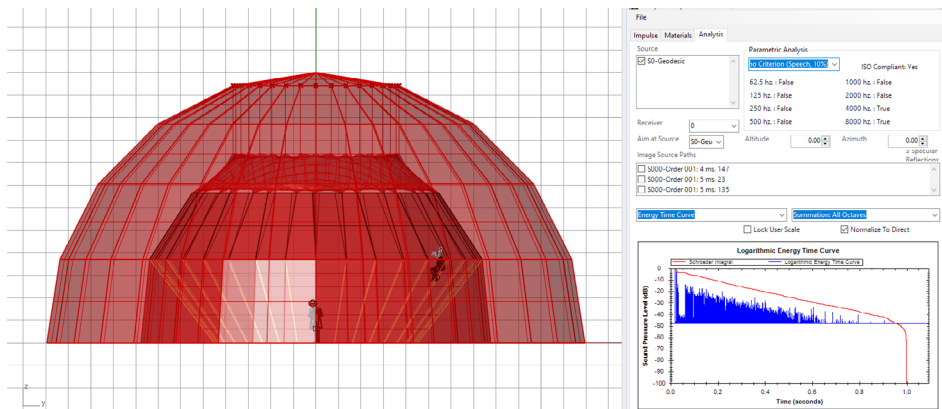 File
Impulse Materials Analysis
Source
S0-Geodesic
Parametric Analysis
ho Criterion (Speech, 10%)
ISO Compliant: Yes
62.5 hz. : False
1000 hz. : False
125 hz. : False
2000 hz. : False
250 hz. : False
4000 hz. : True
500 hz. : False
8000 hz. : True
Receiver
0
Aim at Source
S0-Geo
Altitude
0.00
Azimuth
0.00
Image Source Paths
Specular
Reflections
S000-Order 001: 4 ms. 147
S000-Order 001: 5 ms. 23
S000-Order 001: 5 ms. 135
Energy Time Curve
Summation: All Octaves
Lock User Scale
Normalize To Direct
Logarithmic Energy Time Curve
Schroeder Integral
Logarithmic Energy Time Curve
Sound Pressure Level (dB)
0
-10
-20
-30
-40
-50
-60
-70
-80
-90
-100
0.0 0.2 0.4 0.6 0.8 1.0
Time (seconds)
z
y